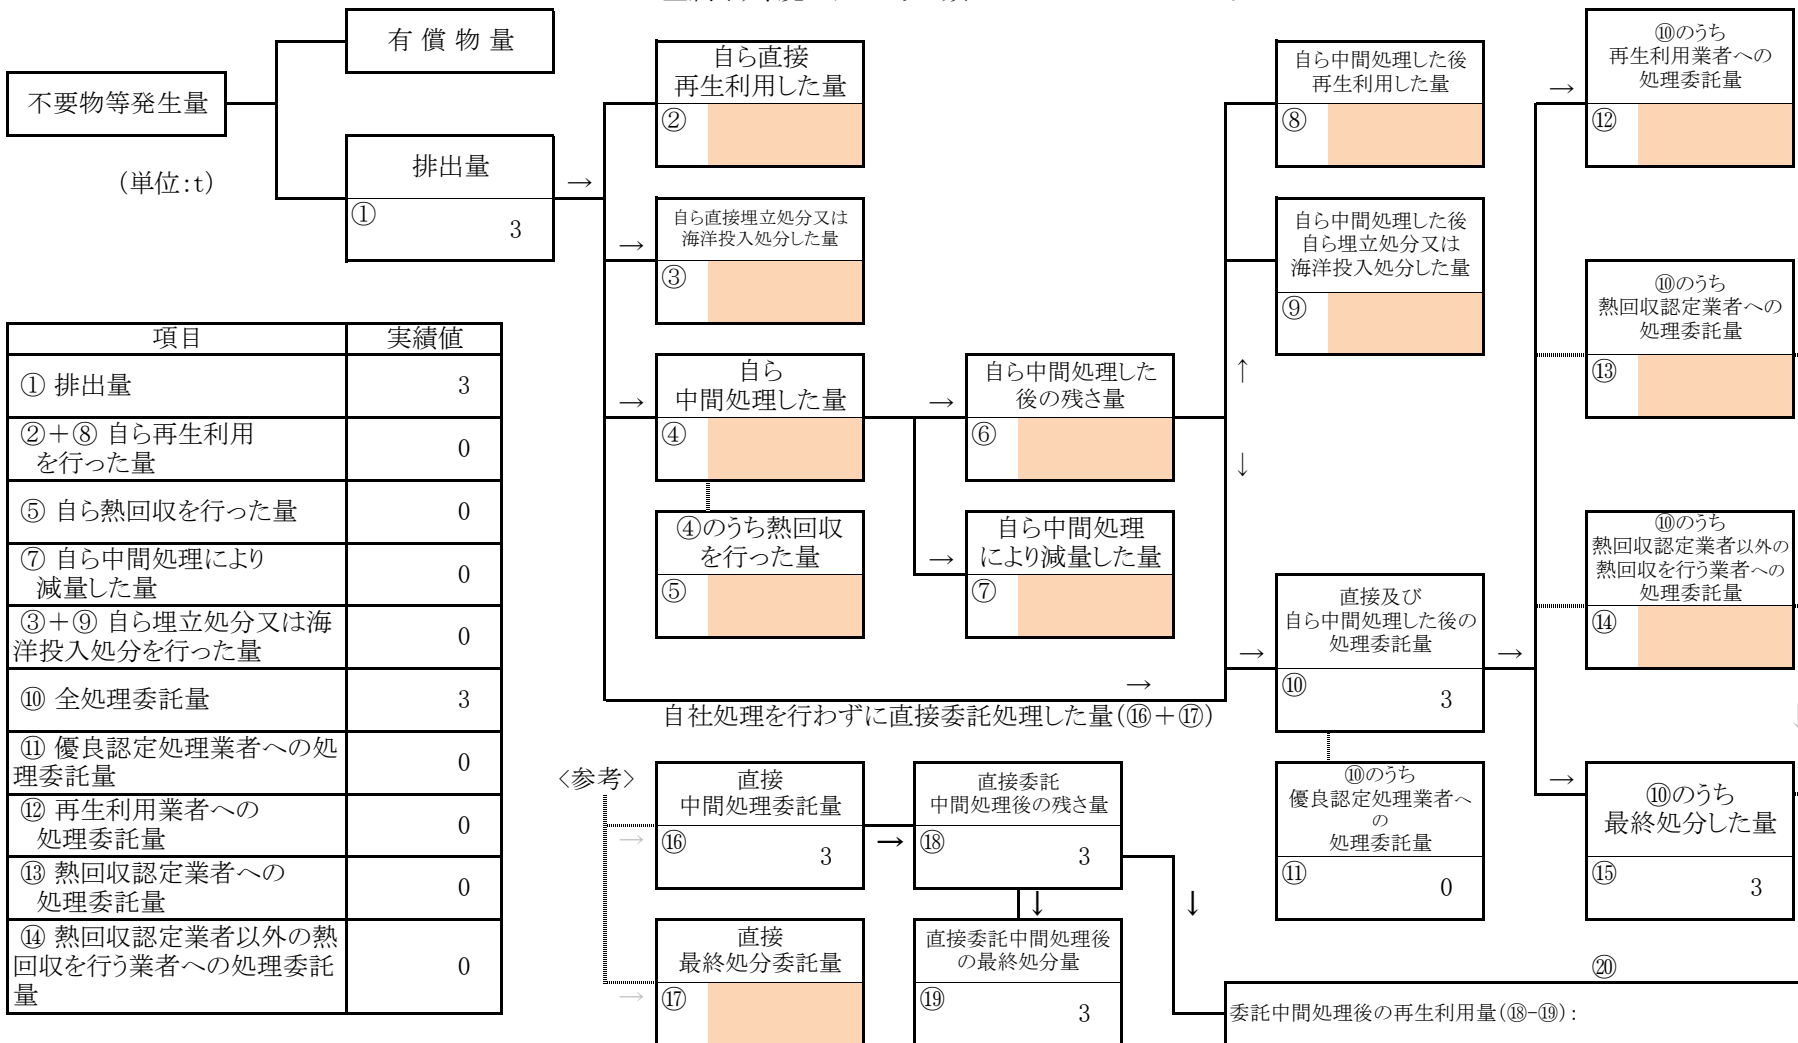 有償物量
不要物等発生量
排出量
(単位:t)
①
3
→
自ら直接
再生利用した量
②
→
自ら直接埋立処分又は
海洋投入処分した量
③
→
自ら
中間処理した量
④
④のうち熱回収
を行った量
⑤
→
自ら中間処理した
後の残さ量
⑥
→
自ら中間処理
により減量した量
⑦
自ら中間処理した後
再生利用した量
⑧
自ら中間処理した後
自ら埋立処分又は
海洋投入処分した量
⑨
↑
↓
→
直接及び
自ら中間処理した後の
処理委託量
⑩
3
→
⑩のうち
優良認定処理業者へ
の
処理委託量
⑪
0
→
⑩のうち
再生利用業者への
処理委託量
⑫
⑩のうち
熱回収認定業者への
処理委託量
⑬
⑩のうち
熱回収認定業者以外の
熱回収を行う業者への
処理委託量
⑭
→
⑩のうち
最終処分した量
⑮
3
→
自社処理を行わずに直接委託処理した量(⑯+⑰)
<参考>
→
直接
中間処理委託量
⑯
3
→
直接委託
中間処理後の残さ量
⑱
3
↓
↓
→
直接
最終処分委託量
⑰
直接委託中間処理後
の最終処分量
⑲
3
⑳
委託中間処理後の再生利用量(⑱-⑲):
項目 実績値
① 排出量 3
②+⑧ 自ら再生利用
を行った量 0
⑤ 自ら熱回収を行った量 0
⑦ 自ら中間処理により
減量した量 0
③+⑨ 自ら埋立処分又は海
洋投入処分を行った量 0
⑩ 全処理委託量 3
⑪ 優良認定処理業者への処
理委託量 0
⑫ 再生利用業者への
処理委託量 0
⑬ 熱回収認定業者への
処理委託量 0
⑭ 熱回収認定業者以外の熱
回収を行う業者への処理委託
量 0